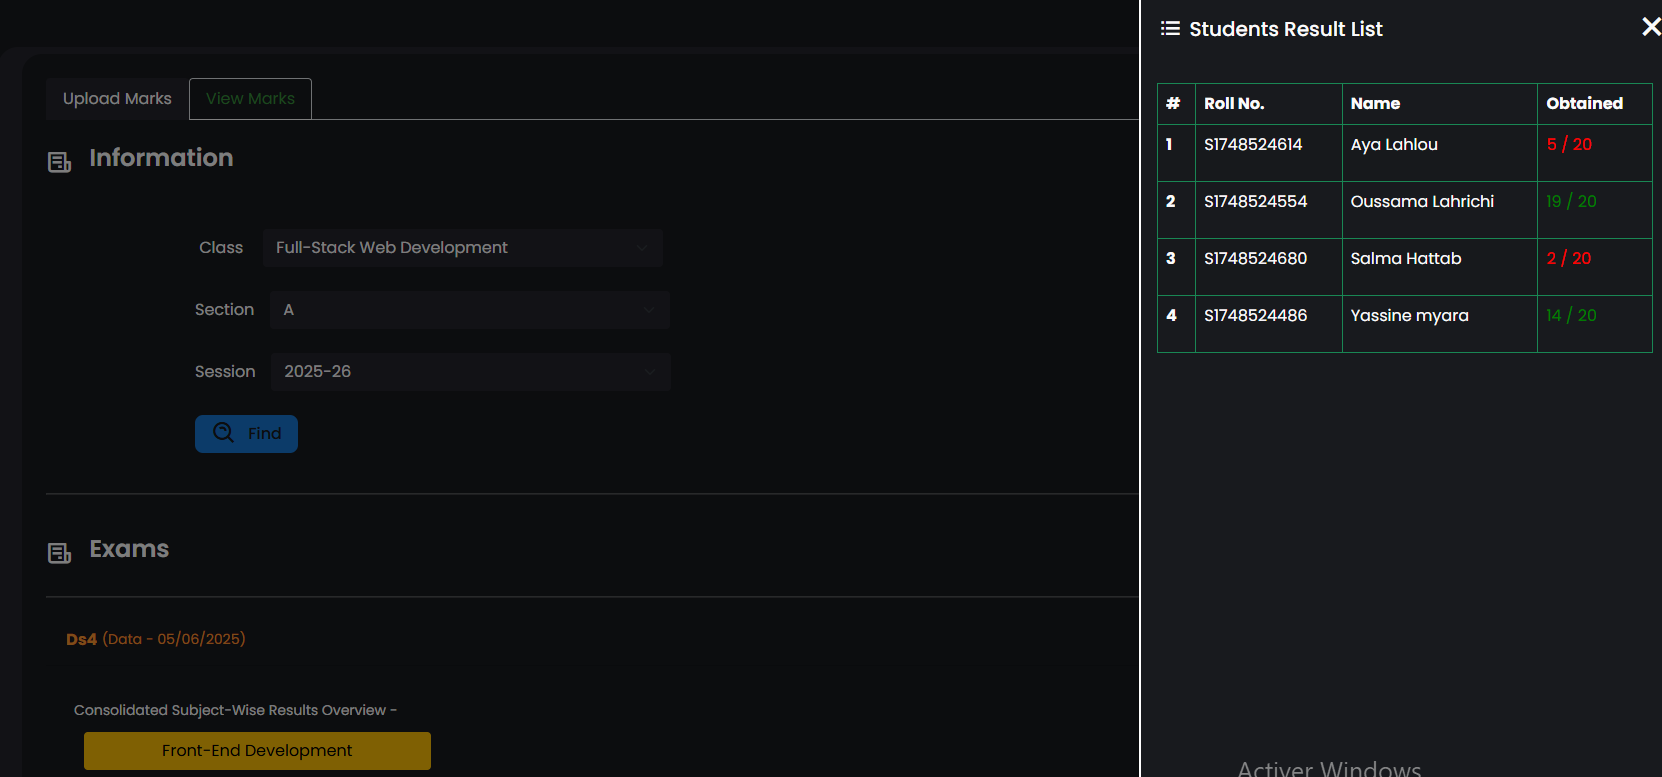 Upload Marks
View Marks
Information
Class
Full-Stack Web Development
Section
A
Session
2025-26
Find
Exams
Ds4 (Data - 05/06/2025)
Consolidated Subject-Wise Results Overview -
Front-End Development
Students Result List
# Roll No. Name Obtained
1 S1748524614 Aya Lahlou 5 / 20
2 S1748524554 Oussama Lahrichi 19 / 20
3 S1748524680 Salma Hattab 2 / 20
4 S1748524486 Yassine myara 14 / 20
Activer Windows